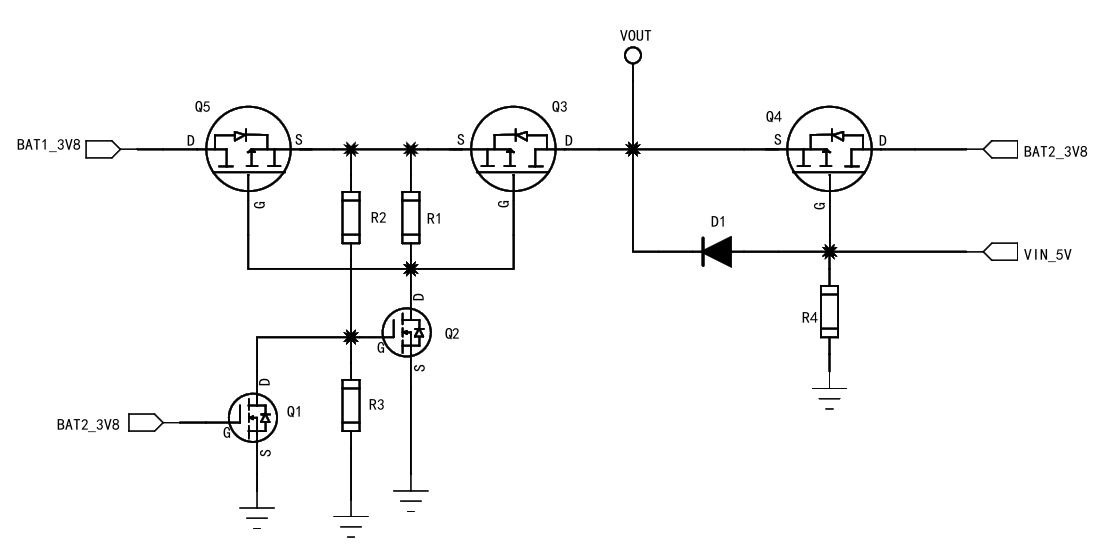 VOUT
Q5
Q3
Q4
BAT1_3V8
D
S
S
D
S
D
BAT2_3V8
G
G
G
R2
R1
D1
VIN_5V
D
R4
Q2
G
S
D
Q1
R3
BAT2_3V8
G
S